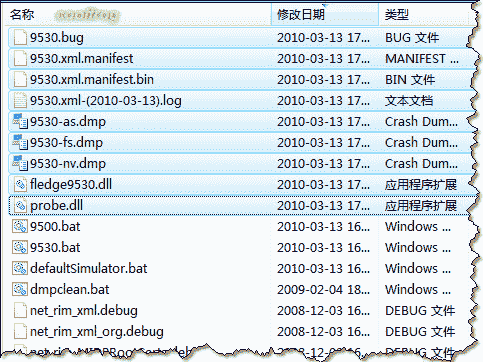 名称 修改日期 类型
9530.bug 2010-03-13 17... BUG 文件
9530.xml.manifest 2010-03-13 17... MANIFEST ...
9530.xml.manifest.bin 2010-03-13 17... BIN 文件
9530.xml-(2010-03-13).log 2010-03-13 17... 文本文档
9530-as.dmp 2010-03-13 17... Crash Dum...
9530-fs.dmp 2010-03-13 17... Crash Dum...
9530-nv.dmp 2010-03-13 17... Crash Dum...
fledge9530.dll 2010-03-13 17... 应用程序扩展
probe.dll 2010-03-13 17... 应用程序扩展
9500.bat 2010-03-13 16... Windows ...
9530.bat 2010-03-13 16... Windows ...
defaultSimulator.bat 2010-03-13 16... Windows ...
dmpclean.bat 2009-02-04 18... Windows ...
net_rim_xml.debug 2008-12-03 16... DEBUG 文件
net_rim_xml_org.debug 2008-12-03 16... DEBUG 文件